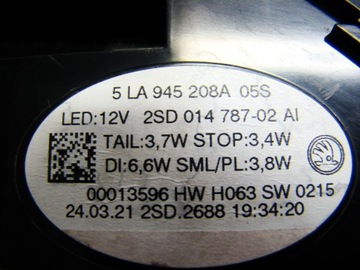 5 LA 945 208A 05S
LED:12V 2SD 014 787-02 AI
TAIL:3,7W STOP:3,4W
DI:6,6W SML/PL:3,8W
00013596 HW H063 SW 0215
24.03.21 2SD.2688 19:34:20